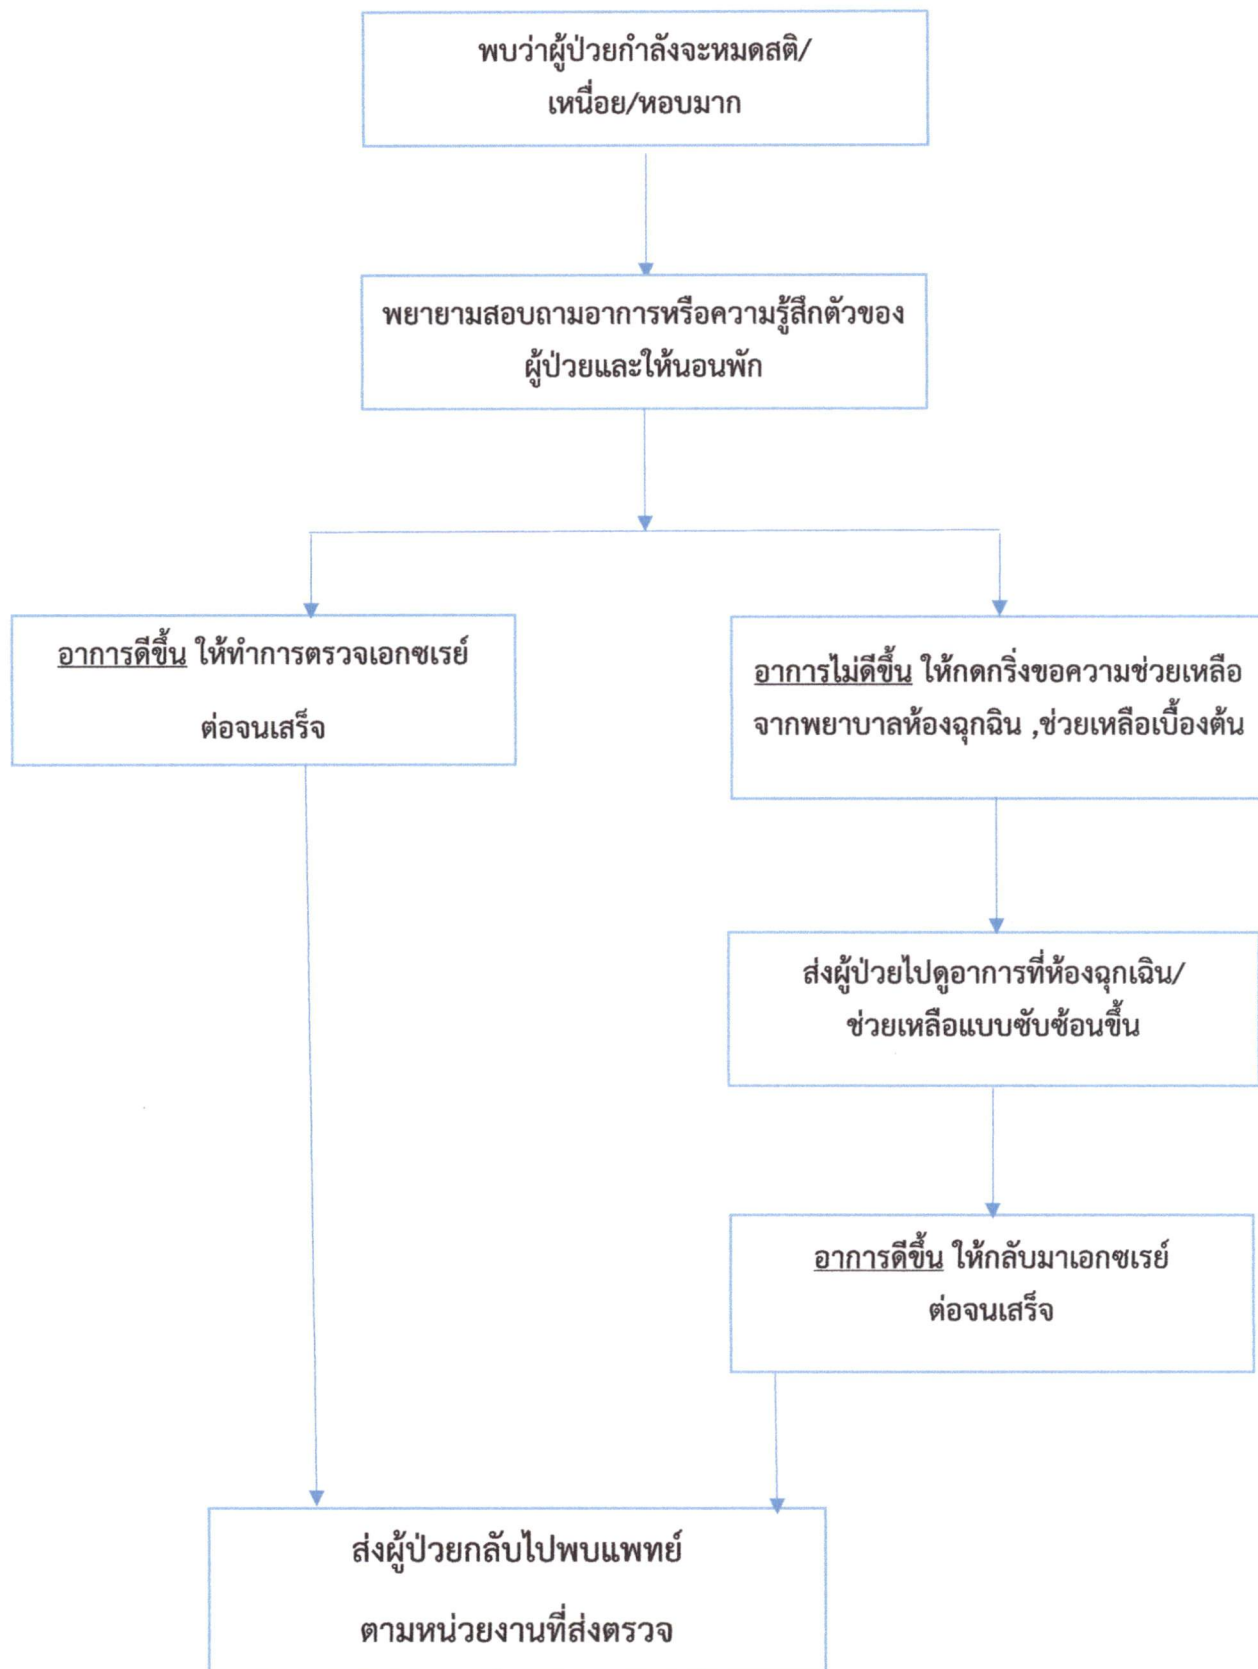 พบว่าผู้ป่วยกำลังจะหมดสติ/
เหนื่อย/หอบมาก
พยายามสอบถามอาการหรือความรู้สึกตัวของ
ผู้ป่วยและให้นอนพัก
อาการดีขึ้น ให้ทำการตรวจเอกซเรย์
ต่อจนเสร็จ
อาการไม่ดีขึ้น ให้กดกริ่งขอความช่วยเหลือ
จากพยาบาลห้องฉุกฉิน ,ช่วยเหลือเบื้องต้น
ส่งผู้ป่วยไปดูอาการที่ห้องฉุกเฉิน/
ช่วยเหลือแบบซับซ้อนขึ้น
อาการดีขึ้น ให้กลับมาเอกซเรย์
ต่อจนเสร็จ
ส่งผู้ป่วยกลับไปพบแพทย์
ตามหน่วยงานที่ส่งตรวจ